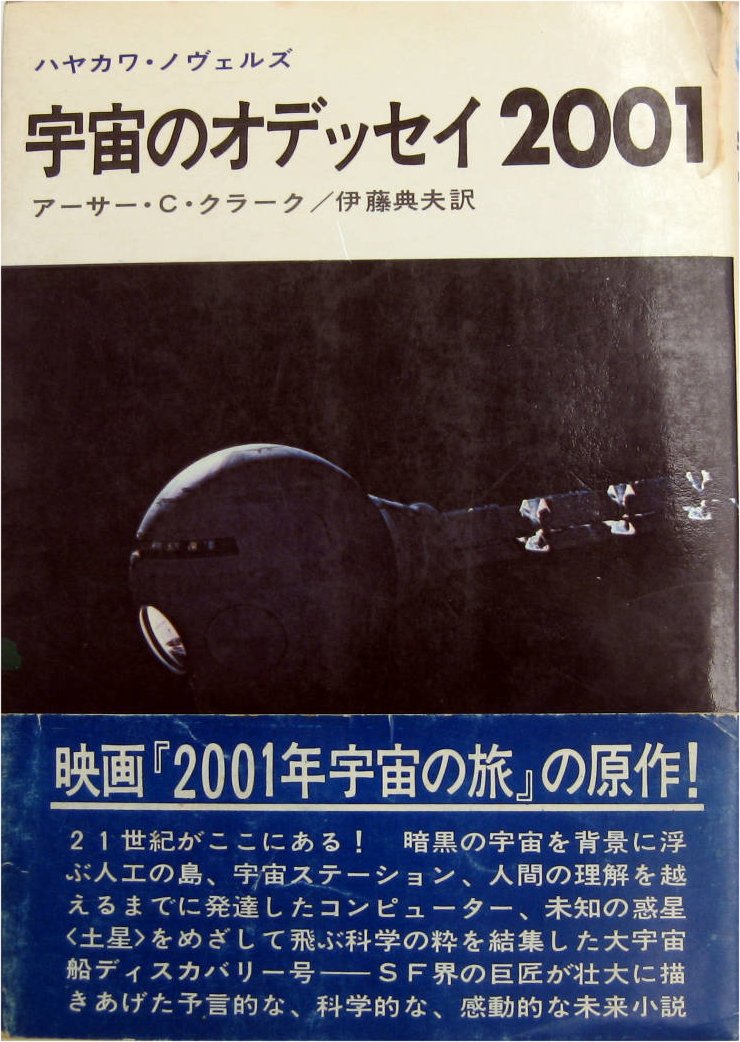 ハヤカワ・ノヴェルズ
宇宙のオデッセイ2001
アーサー・C・クラーク/伊藤典夫訳
映画『2001年宇宙の旅』の原作!
21世紀がここにある! 暗黒の宇宙を背景に浮
ぶ人工の島、宇宙ステーション、人間の理解を越
えるまでに発達したコンピューター、未知の惑星
<土星>をめざして飛ぶ科学の粋を結集した大宇宙
船ディスカバリー号――SF界の巨匠が壮大に描
きあげた予言的な、科学的な、感動的な未来小説